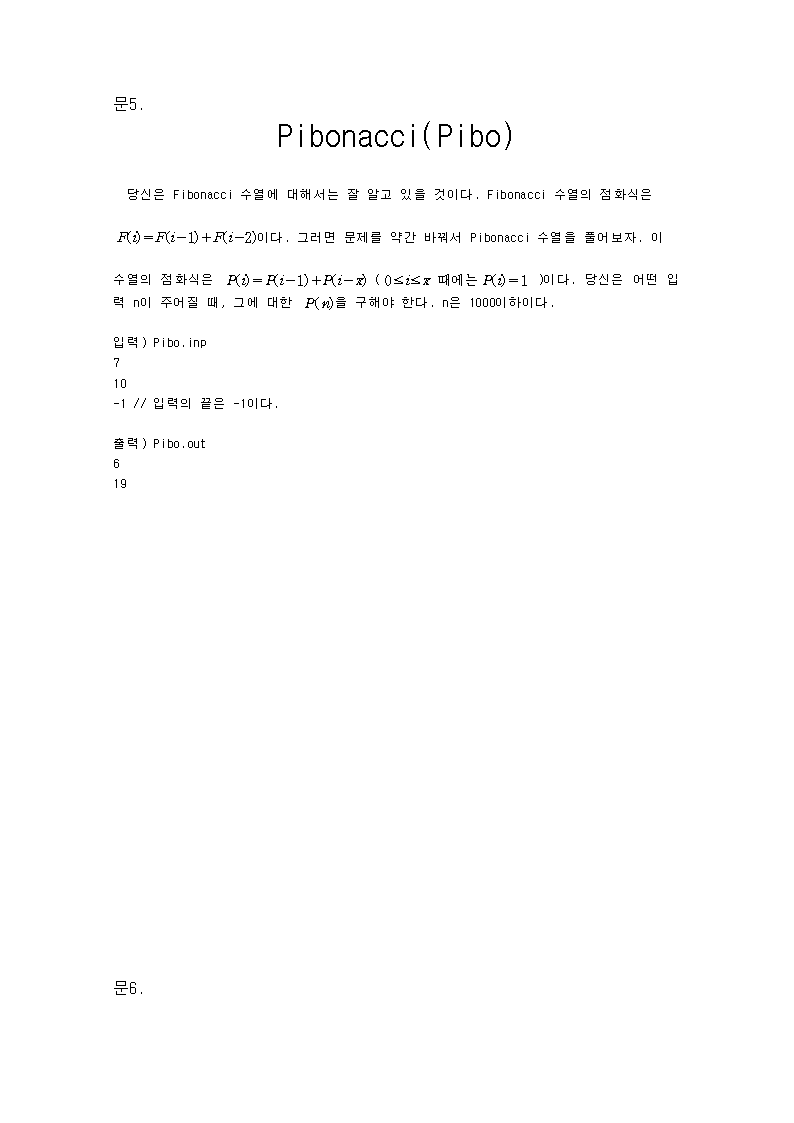 문5.
Pibonacci(Pibo)
당신은 Fibonacci 수열에 대해서는 잘 알고 있을 것이다. Fibonacci 수열의 점화식은
F(i)=F(i-1)+F(i-2)이다. 그러면 문제를 약간 바꿔서 Pibonacci 수열을 풀어보자. 이
수열의 점화식은 P(i)=P(i-1)+P(i-π) ( 0≤i≤π 때에는 P(i)=1 )이다. 당신은 어떤 입
력 n이 주어질 때, 그에 대한 P(n)을 구해야 한다. n은 1000이하이다.
입력) Pibo.inp
7
10
-1 // 입력의 끝은 -1이다.
출력) Pibo.out
6
19
문6.